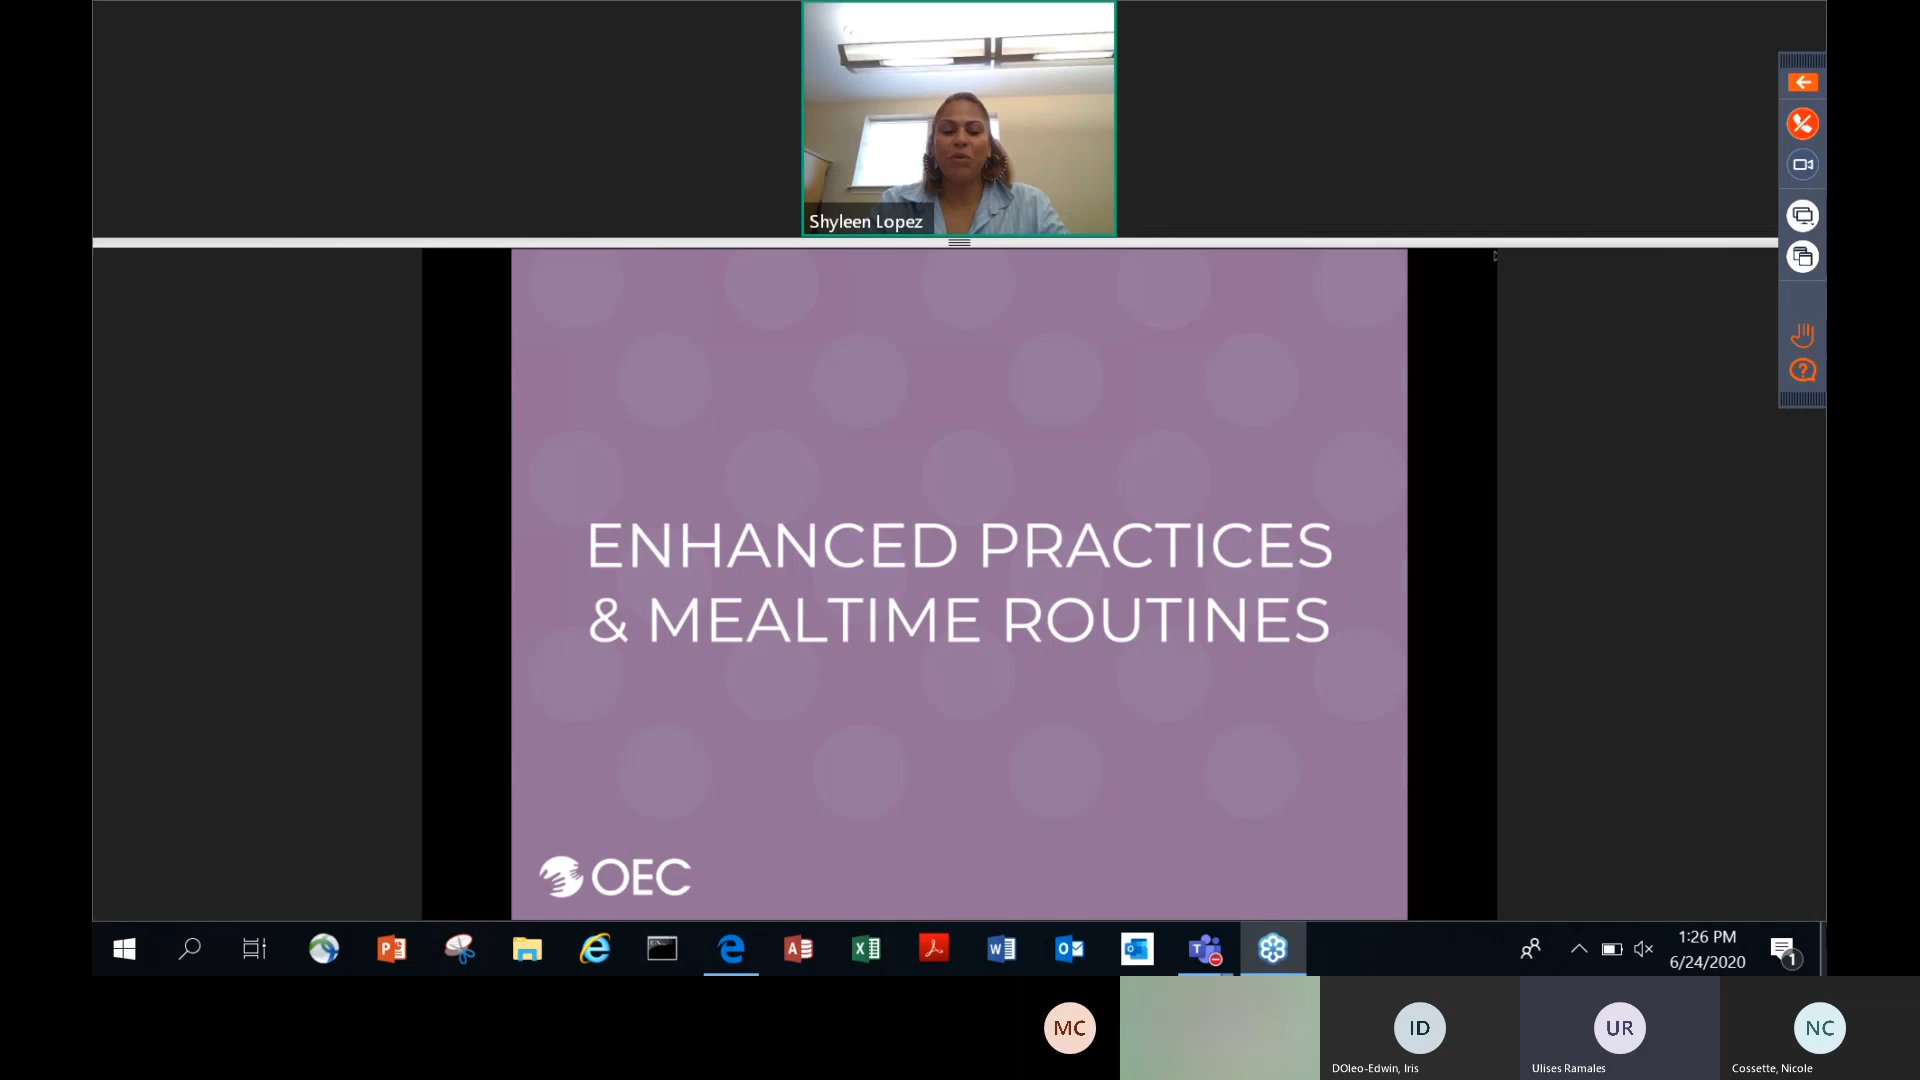 Shyleen Lopez
ENHANCED PRACTICES
& MEALTIME ROUTINES
OEC
1:26 PM
6/24/2020
1
MC
ID
UR
NC
DOleo-Edwin, Iris
Ulises Ramales
Cossette, Nicole